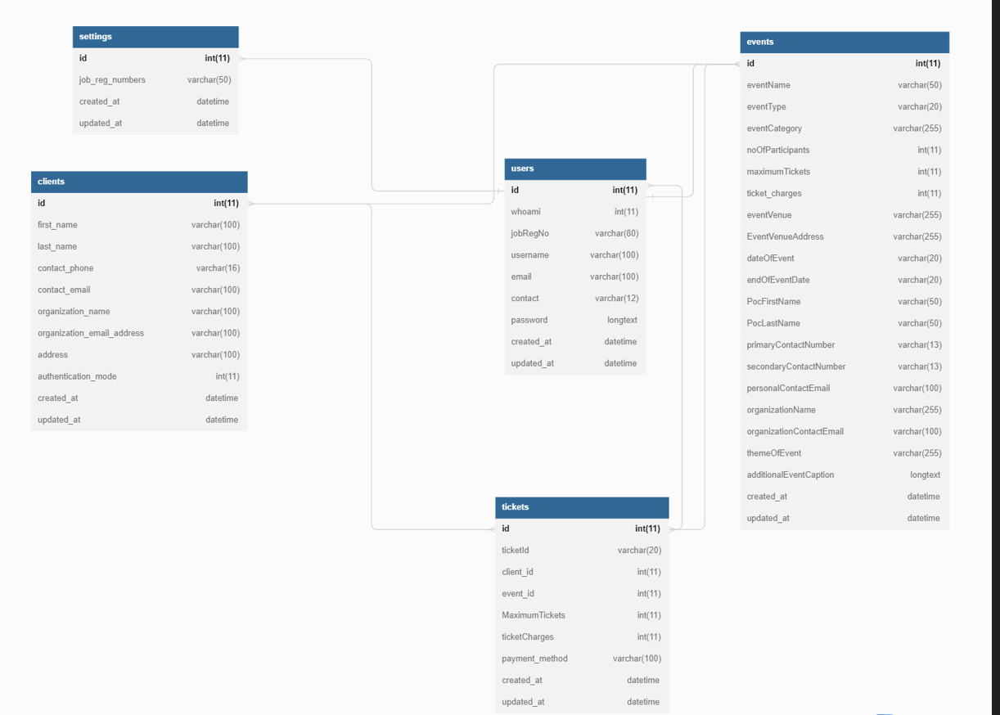 settings
id int(11)
job_reg_numbers varchar(50)
created_at datetime
updated_at datetime
clients
id int(11)
first_name varchar(100)
last_name varchar(100)
contact_phone varchar(16)
contact_email varchar(100)
organization_name varchar(100)
organization_email_address varchar(100)
address varchar(100)
authentication_mode int(11)
created_at datetime
updated_at datetime
users
id int(11)
whoami int(11)
jobRegNo varchar(80)
username varchar(100)
email varchar(100)
contact varchar(12)
password longtext
created_at datetime
updated_at datetime
tickets
id int(11)
ticketId varchar(20)
client_id int(11)
event_id int(11)
MaximumTickets int(11)
ticketCharges int(11)
payment_method varchar(100)
created_at datetime
updated_at datetime
events
id int(11)
eventName varchar(50)
eventType varchar(20)
eventCategory varchar(255)
noOfParticipants int(11)
maximumTickets int(11)
ticket_charges int(11)
eventVenue varchar(255)
EventVenueAddress varchar(255)
dateOfEvent varchar(20)
endOfEventDate varchar(20)
PocFirstName varchar(50)
PocLastName varchar(50)
primaryContactNumber varchar(13)
secondaryContactNumber varchar(13)
personalContactEmail varchar(100)
organizationName varchar(255)
organizationContactEmail varchar(100)
themeOfEvent varchar(255)
additionalEventCaption longtext
created_at datetime
updated_at datetime